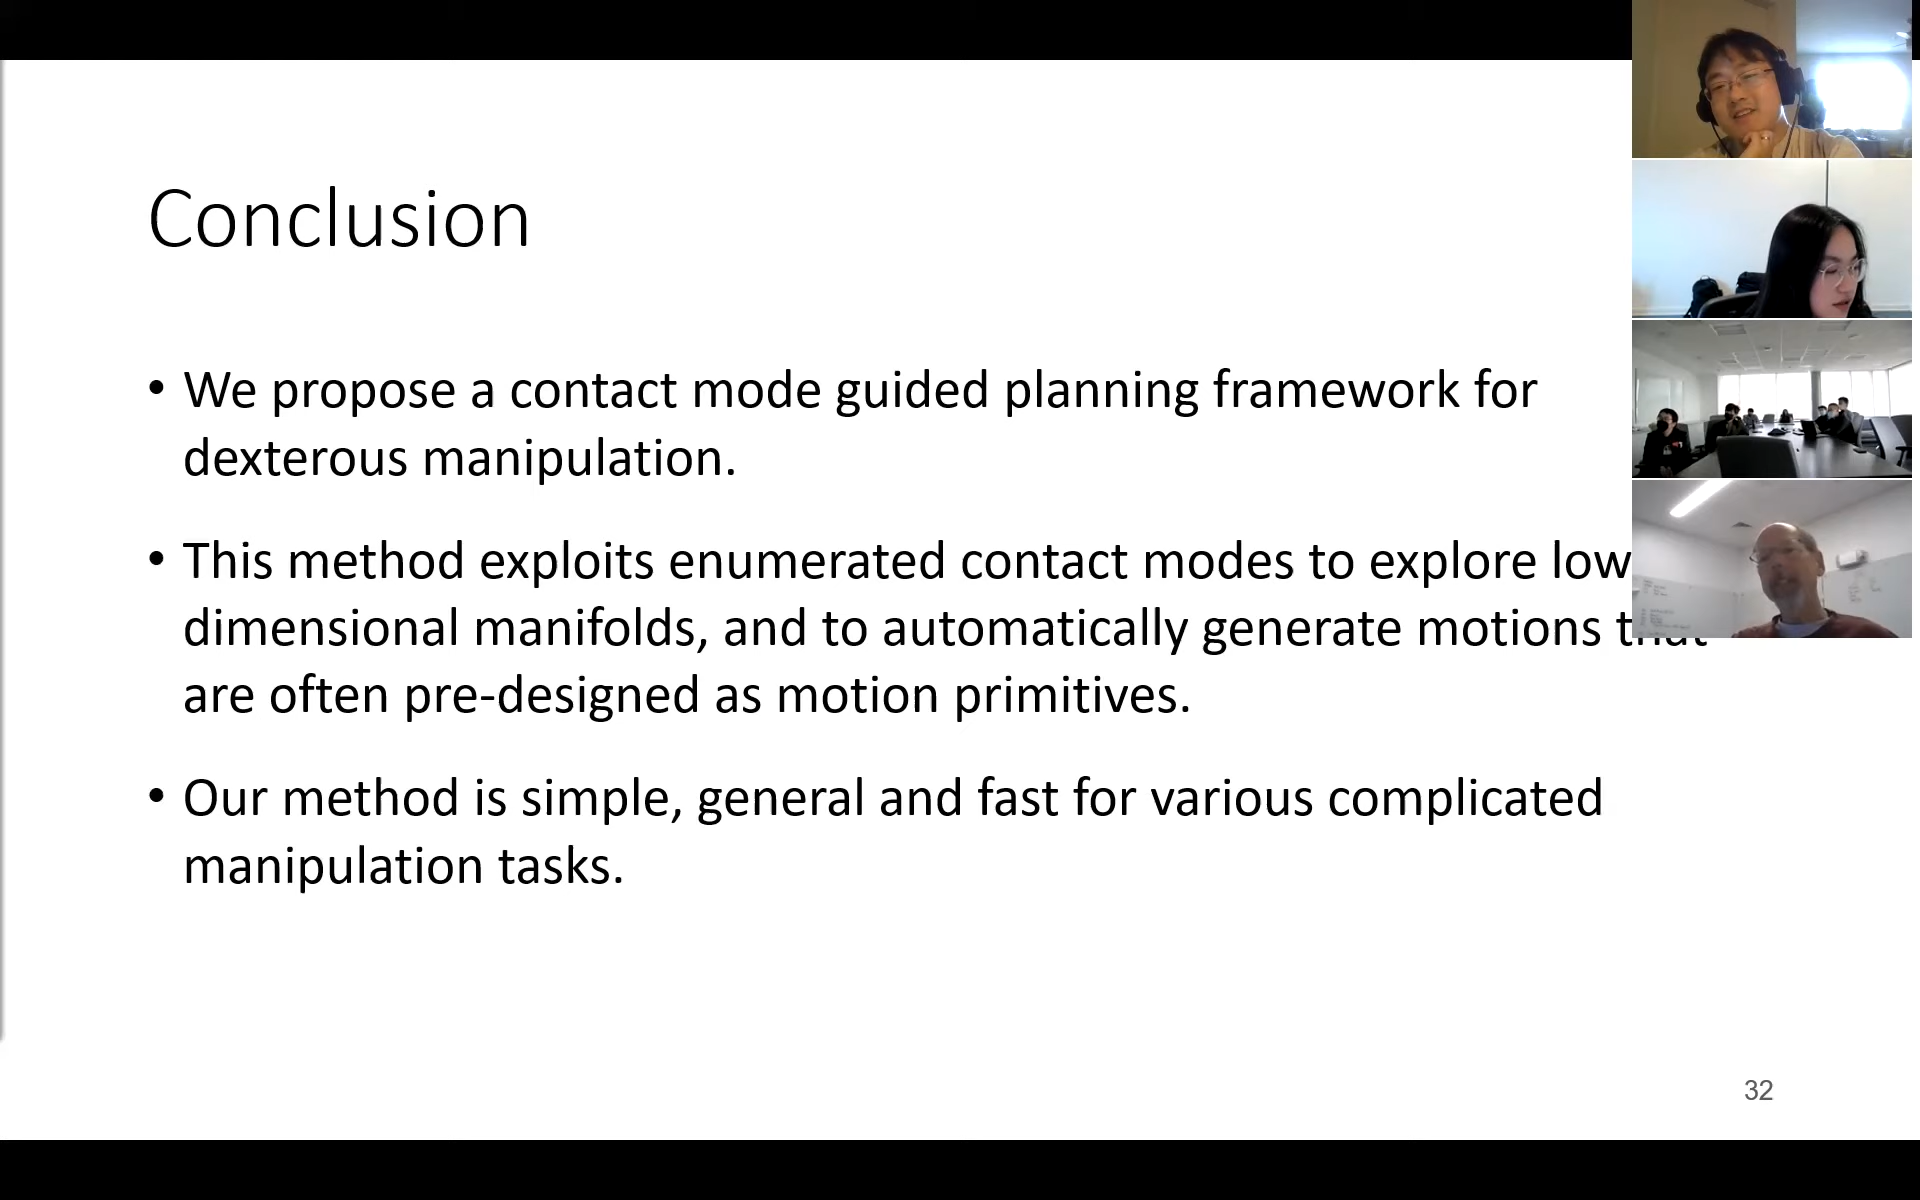 Conclusion
• We propose a contact mode guided planning framework for
dexterous manipulation.
• This method exploits enumerated contact modes to explore low
dimensional manifolds, and to automatically generate motions that
are often pre-designed as motion primitives.
• Our method is simple, general and fast for various complicated
manipulation tasks.
32